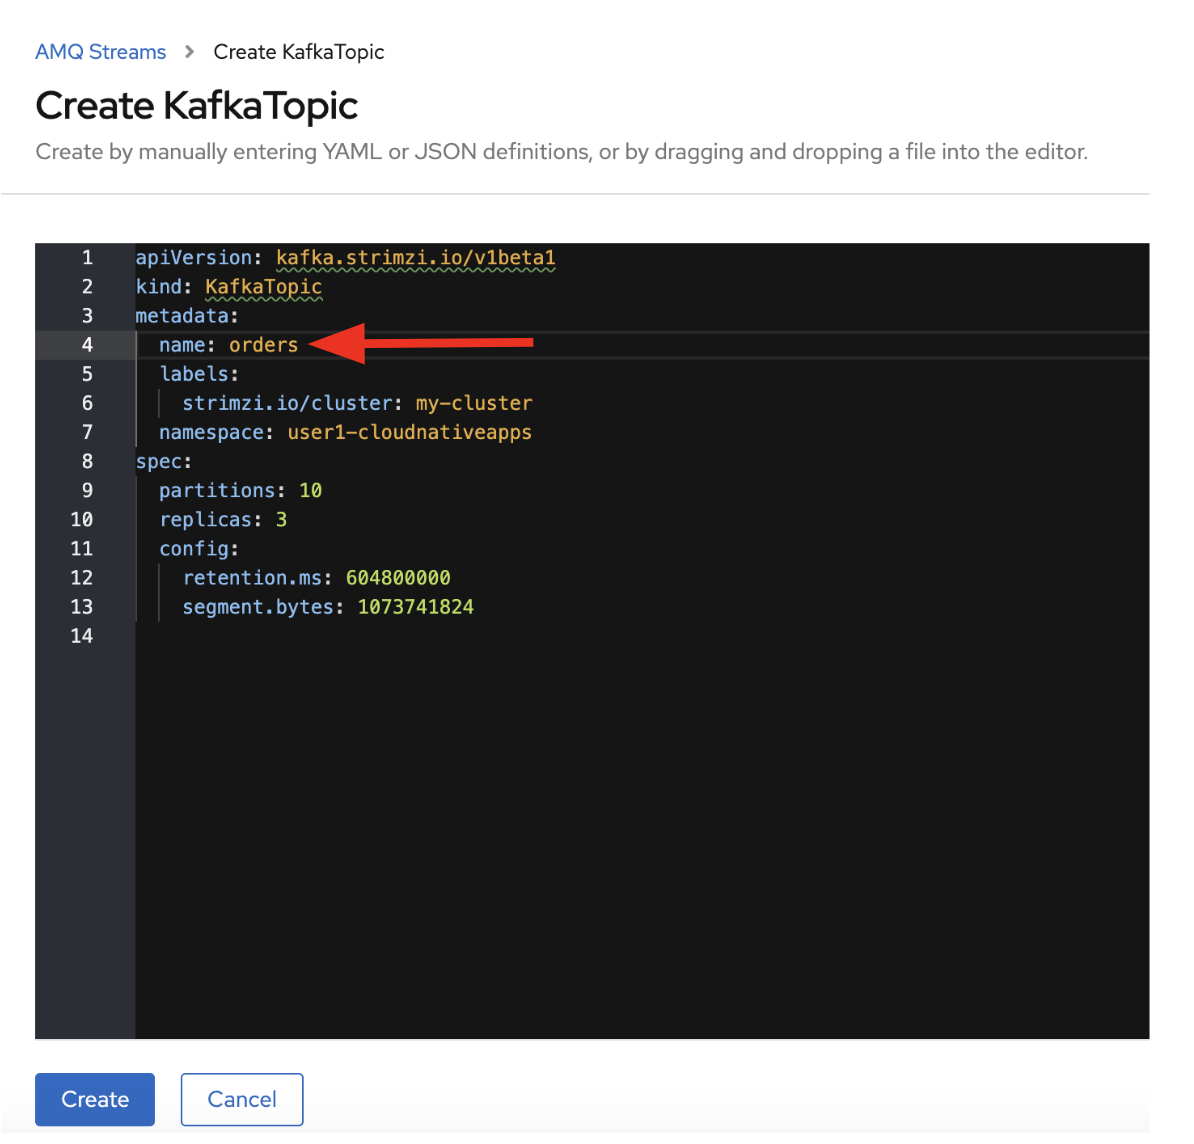 AMQ Streams > Create KafkaTopic
Create KafkaTopic
Create by manually entering YAML or JSON definitions, or by dragging and dropping a file into the editor.
1 apiVersion: kafka.strimzi.io/v1beta1
2 kind: KafkaTopic
3 metadata:
4   name: orders
5   labels:
6     strimzi.io/cluster: my-cluster
7   namespace: user1-cloudnativeapps
8 spec:
9   partitions: 10
10   replicas: 3
11   config:
12     retention.ms: 604800000
13     segment.bytes: 1073741824
14
Create Cancel